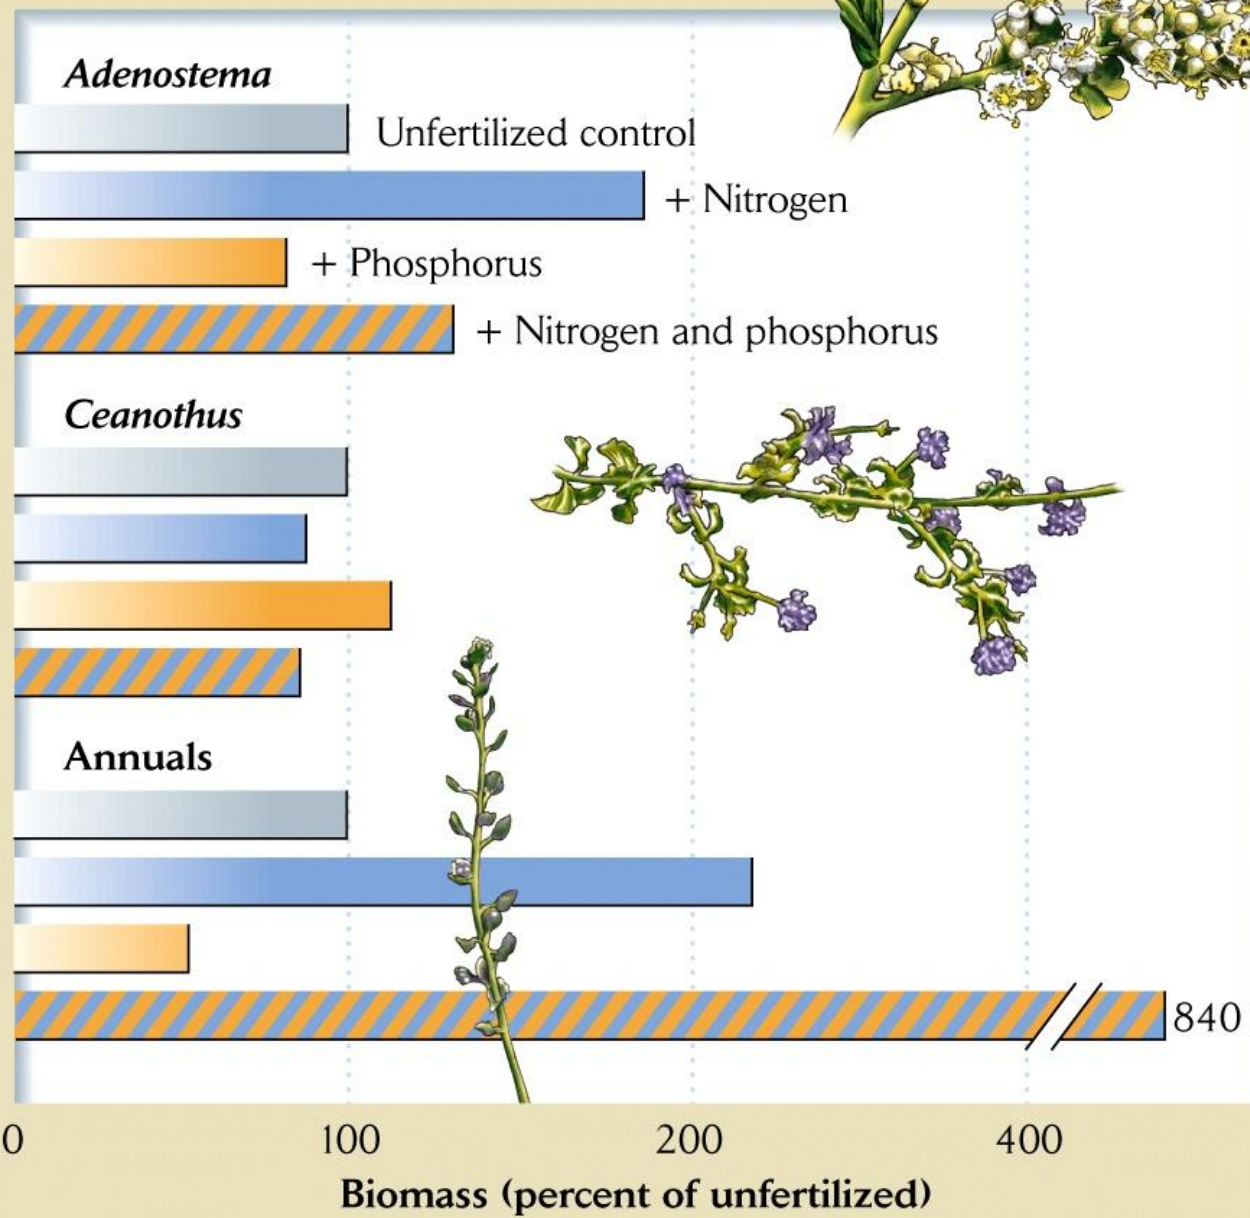 Adenostema
Unfertilized control
+ Nitrogen
+ Phosphorus
+ Nitrogen and phosphorus
Ceanothus
Annuals
840
0 100 200 400
Biomass (percent of unfertilized)